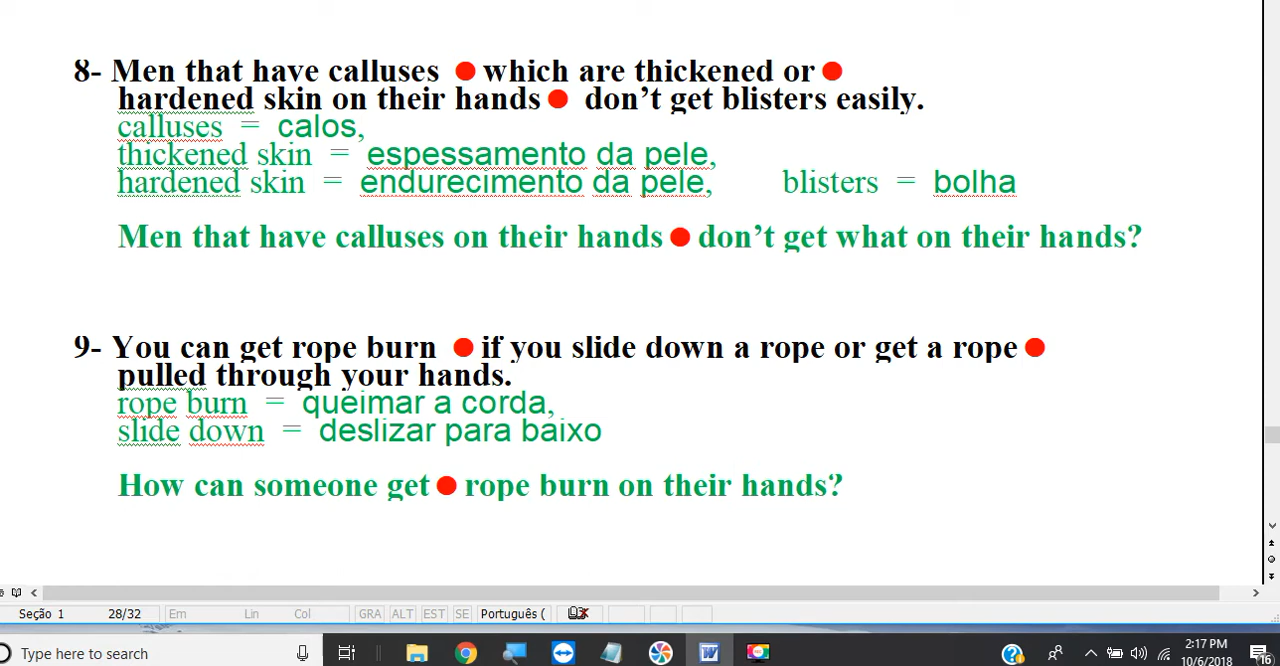 8- Men that have calluses ● which are thickened or ●
hardened skin on their hands ● don’t get blisters easily.
calluses = calos,
thickened skin = espessamento da pele,
hardened skin = endurecimento da pele, blisters = bolha
Men that have calluses on their hands ● don’t get what on their hands?
9- You can get rope burn ● if you slide down a rope or get a rope ●
pulled through your hands.
rope burn = queimar a corda,
slide down = deslizar para baixo
How can someone get ● rope burn on their hands?
Seção 1 28/32 Em Lin Col GRA ALT EST SE Português (
2:17 PM
Type here to search
10/6/2018